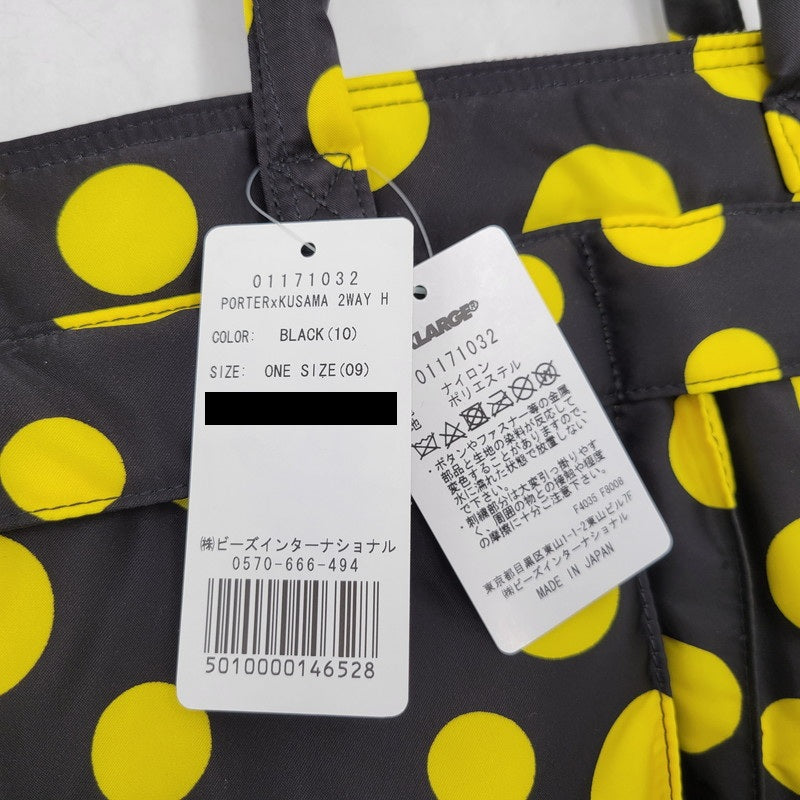 01171032
PORTERxKUSAMA 2WAY H
COLOR: BLACK(10)
SIZE: ONE SIZE(09)
㈱ビーズインターナショナル
0570-666-494
5010000146528
XLARGE®
01171032
ナイロン
ポリエステル
地
・ボタンやファスナー等の金属
部品と生地の染料が反応して
変色することがありますので、
水に濡れた状態で放置しない
で下さい。
・刺繍部分は大変引っ掛りやす
く、周囲の物との接触や極度
の摩擦に十分ご注意下さい。
F4035 F8008
東京都目黒区東山1-1-2東山ビル7F
㈱ビーズインターナショナル
MADE IN JAPAN